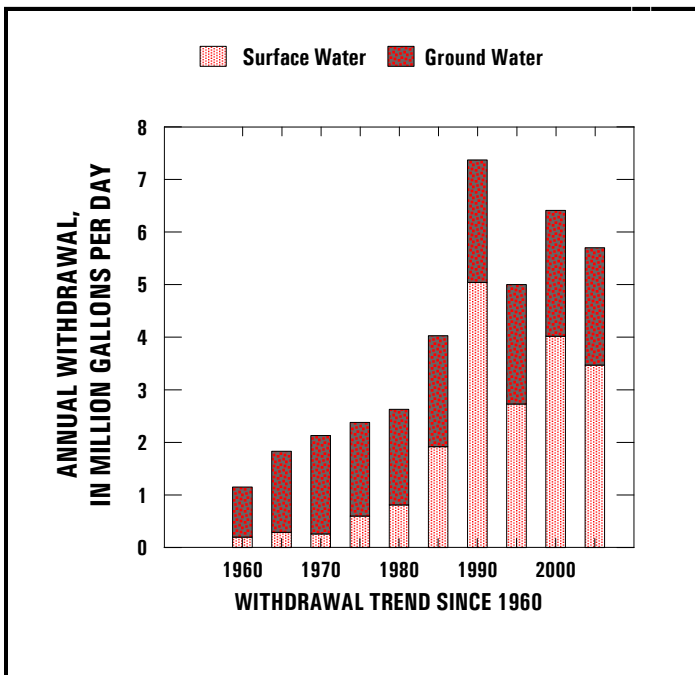 Surface Water
Ground Water
ANNUAL WITHDRAWAL,
IN MILLION GALLONS PER DAY
8
7
6
5
4
3
2
1
0
1960
1970
1980
1990
2000
WITHDRAWAL TREND SINCE 1960